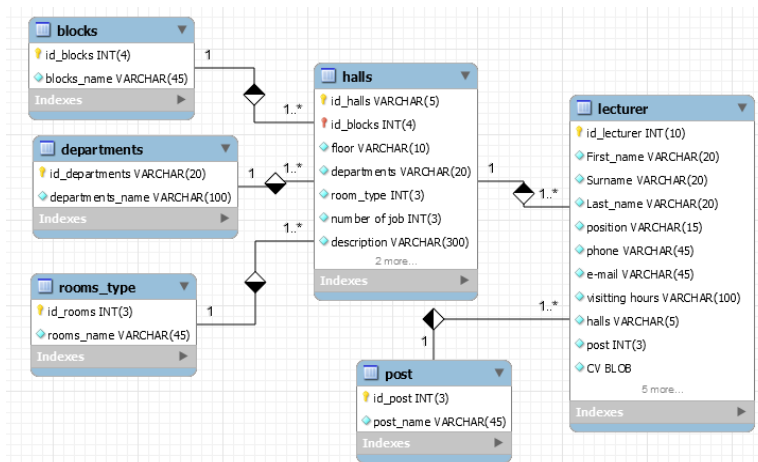 blocks
id_blocks INT(4)
blocks_name VARCHAR(45)
Indexes
1
1..*
departments
id_departments VARCHAR(20)
departments_name VARCHAR(100)
Indexes
1
1..*
rooms_type
id_rooms INT(3)
rooms_name VARCHAR(45)
Indexes
1
1..*
halls
id_halls VARCHAR(5)
id_blocks INT(4)
floor VARCHAR(10)
departments VARCHAR(20)
room_type INT(3)
number of job INT(3)
description VARCHAR(300)
2 more...
Indexes
1
1..*
lecturer
id_lecturer INT(10)
First_name VARCHAR(20)
Surname VARCHAR(20)
Last_name VARCHAR(20)
position VARCHAR(15)
phone VARCHAR(45)
e-mail VARCHAR(45)
visitting hours VARCHAR(100)
halls VARCHAR(5)
post INT(3)
CV BLOB
5 more...
Indexes
1..*
1
post
id_post INT(3)
post_name VARCHAR(45)
Indexes